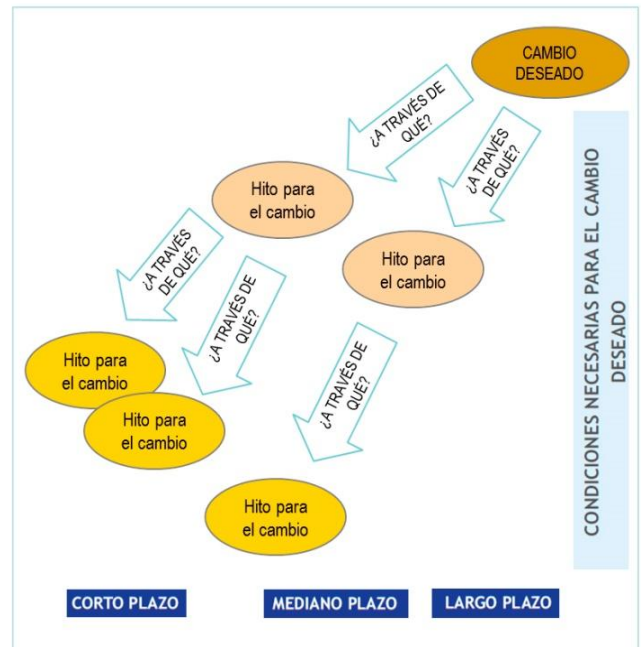 CAMBIO
DESEADO
¿A TRAVÉS DE
QUÉ?
¿A TRAVÉS
DE QUÉ?
Hito para
el cambio
Hito para
el cambio
¿A TRAVÉS
DE QUÉ?
¿A TRAVÉS DE
QUÉ?
¿A TRAVÉS DE
QUÉ?
Hito para
el cambio
Hito para
el cambio
Hito para
el cambio
CONDICIONES NECESARIAS PARA EL CAMBIO
DESEADO
CORTO PLAZO
MEDIANO PLAZO
LARGO PLAZO